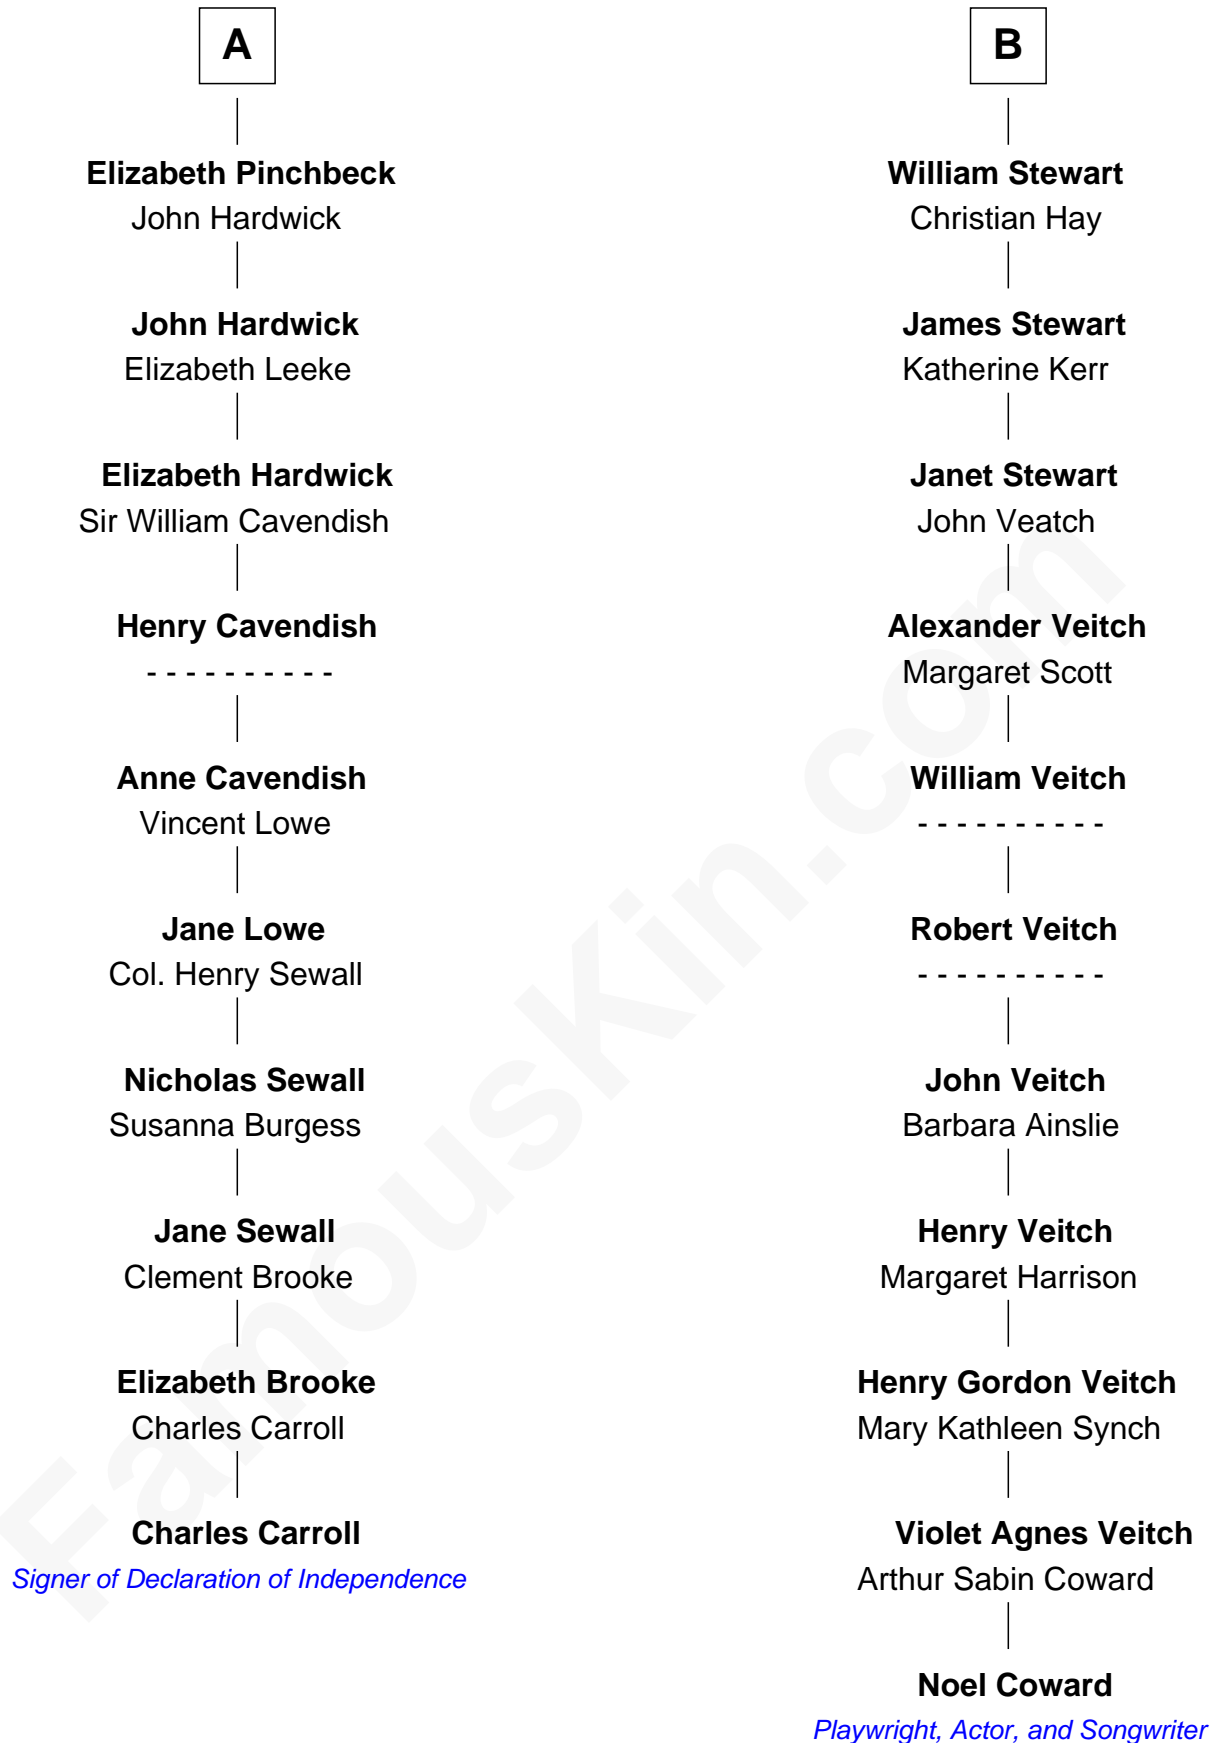 A
Elizabeth Pinchbeck
John Hardwick
John Hardwick
Elizabeth Leeke
Elizabeth Hardwick
Sir William Cavendish
Henry Cavendish
- - - - - - - - - -
Anne Cavendish
Vincent Lowe
Jane Lowe
Col. Henry Sewall
Nicholas Sewall
Susanna Burgess
Jane Sewall
Clement Brooke
Elizabeth Brooke
Charles Carroll
Charles Carroll
Signer of Declaration of Independence
B
William Stewart
Christian Hay
James Stewart
Katherine Kerr
Janet Stewart
John Veatch
Alexander Veitch
Margaret Scott
William Veitch
- - - - - - - - - -
Robert Veitch
- - - - - - - - - -
John Veitch
Barbara Ainslie
Henry Veitch
Margaret Harrison
Henry Gordon Veitch
Mary Kathleen Synch
Violet Agnes Veitch
Arthur Sabin Coward
Noel Coward
Playwright, Actor, and Songwriter
FamousKin.com